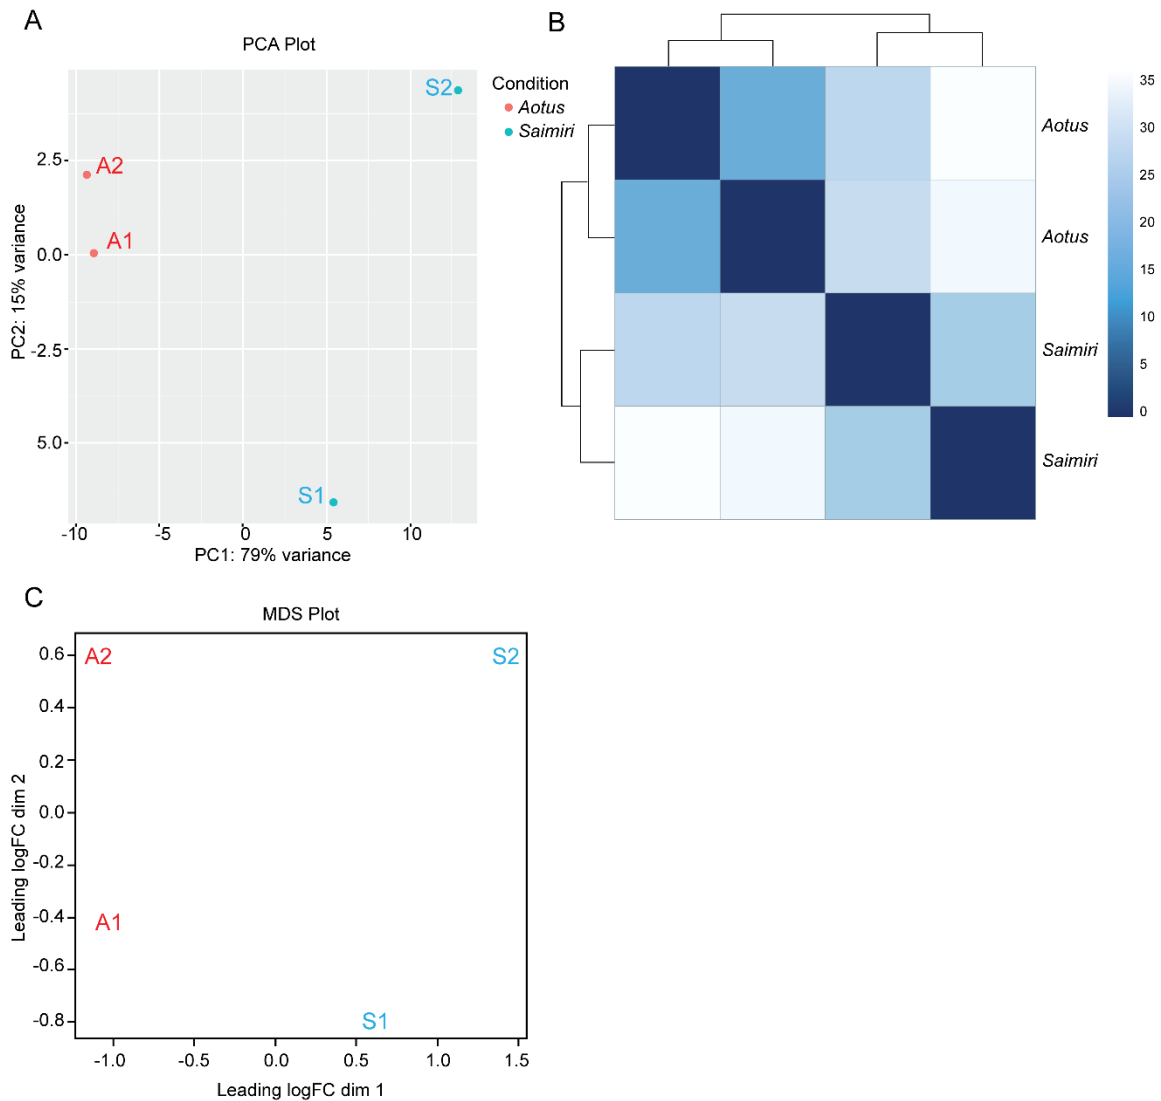 A
PCA Plot
S2
A2
A1
S1
2.5
0.0
-2.5
5.0
PC2: 15% variance
-10
-5
0
5
10
PC1: 79% variance
Condition
Aotus
Saimiri
B
Aotus
Aotus
Saimiri
Saimiri
35
30
25
20
15
10
5
0
C
MDS Plot
A2
S2
A1
S1
0.6
0.4
0.2
0.0
-0.2
-0.4
-0.6
-0.8
Leading logFC dim 2
-1.0
-0.5
0.0
0.5
1.0
1.5
Leading logFC dim 1